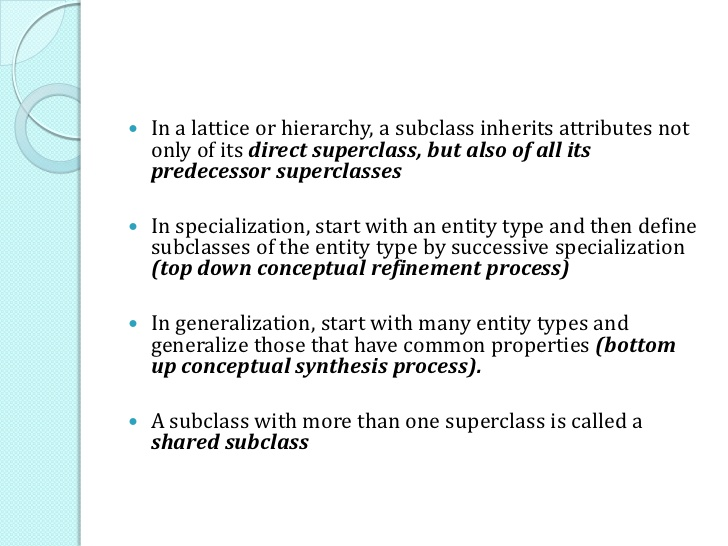 • In a lattice or hierarchy, a subclass inherits attributes not
only of its direct superclass, but also of all its
predecessor superclasses
• In specialization, start with an entity type and then define
subclasses of the entity type by successive specialization
(top down conceptual refinement process)
• In generalization, start with many entity types and
generalize those that have common properties (bottom
up conceptual synthesis process).
• A subclass with more than one superclass is called a
shared subclass